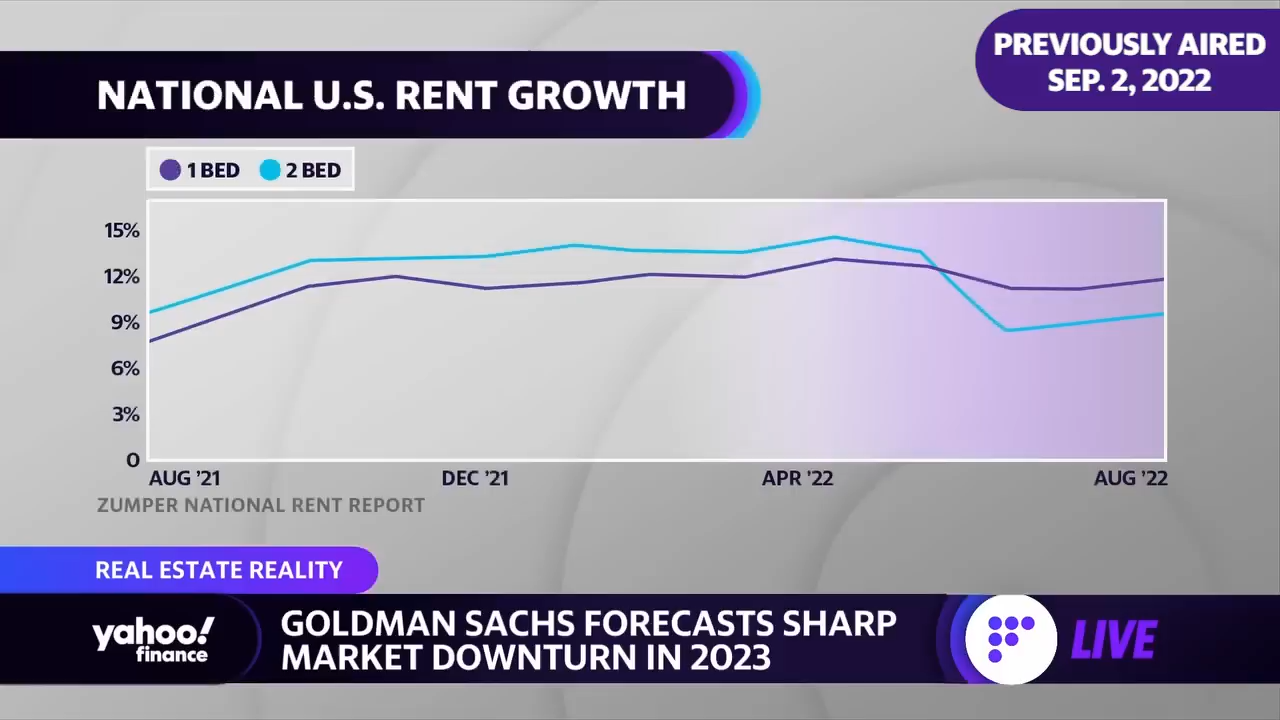 PREVIOUSLY AIRED
SEP. 2, 2022
NATIONAL U.S. RENT GROWTH
1 BED 2 BED
15%
12%
9%
6%
3%
0
AUG '21 DEC '21 APR '22 AUG '22
ZUMPER NATIONAL RENT REPORT
REAL ESTATE REALITY
yahoo!
finance
GOLDMAN SACHS FORECASTS SHARP
MARKET DOWNTURN IN 2023
LIVE